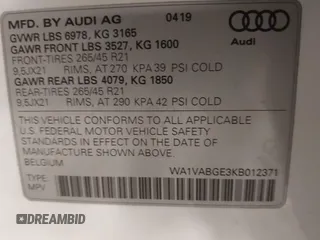 MFD. BY AUDI AG 04 19
GVWR LBS 6978, KG 3165
GAWR FRONT LBS 3527, KG 1600
FRONT-TIRES 265/45 R21
9.5JX21 RIMS, AT 270 KPA 39 PSI COLD
GAWR REAR LBS 4079, KG 1850
REAR-TIRES 265/45 R21
9.5JX21 RIMS, AT 290 KPA 42 PSI COLD
Audi
THIS VEHICLE CONFORMS TO ALL APPLICABLE
U.S. FEDERAL MOTOR VEHICLE SAFETY
STANDARDS IN EFFECT ON THE DATE OF
MANUFACTURE SHOWN ABOVE.
BELGIUM
WA1VABGE3KB012371
TYPE:
MPV
DREAMBID